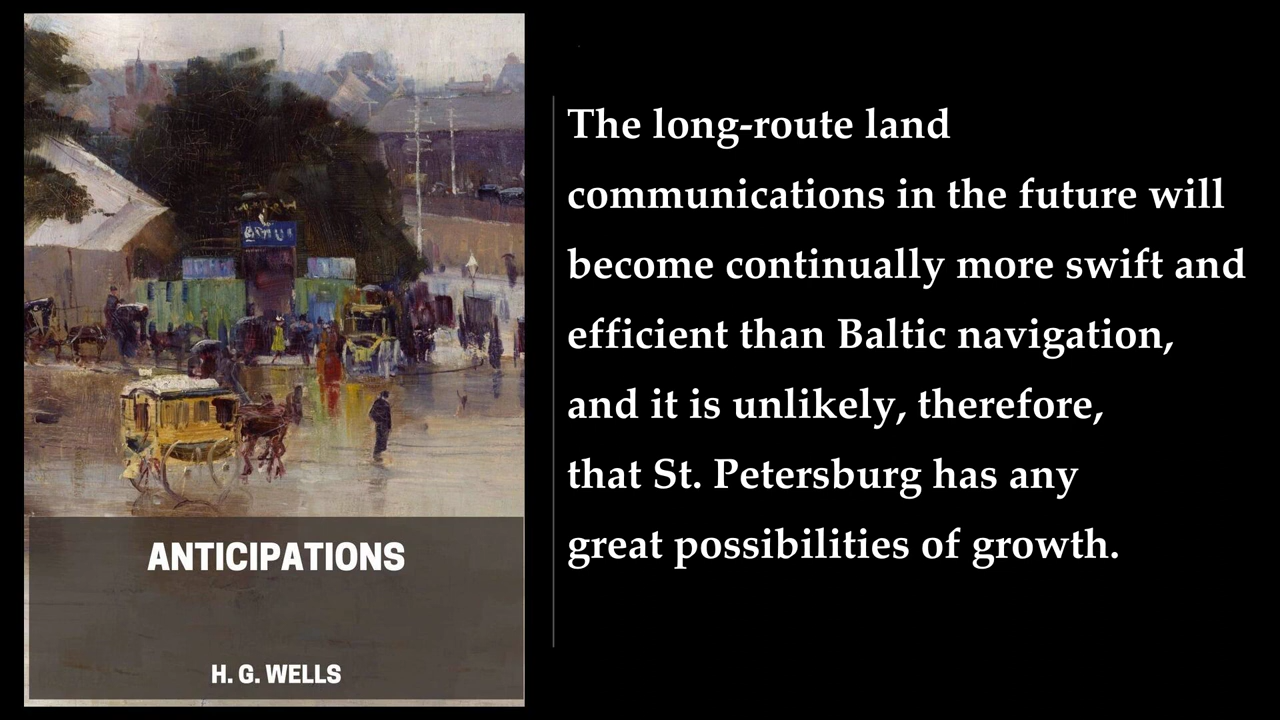 ANTICIPATIONS
H. G. WELLS
The long-route land
communications in the future will
become continually more swift and
efficient than Baltic navigation,
and it is unlikely, therefore,
that St. Petersburg has any
great possibilities of growth.